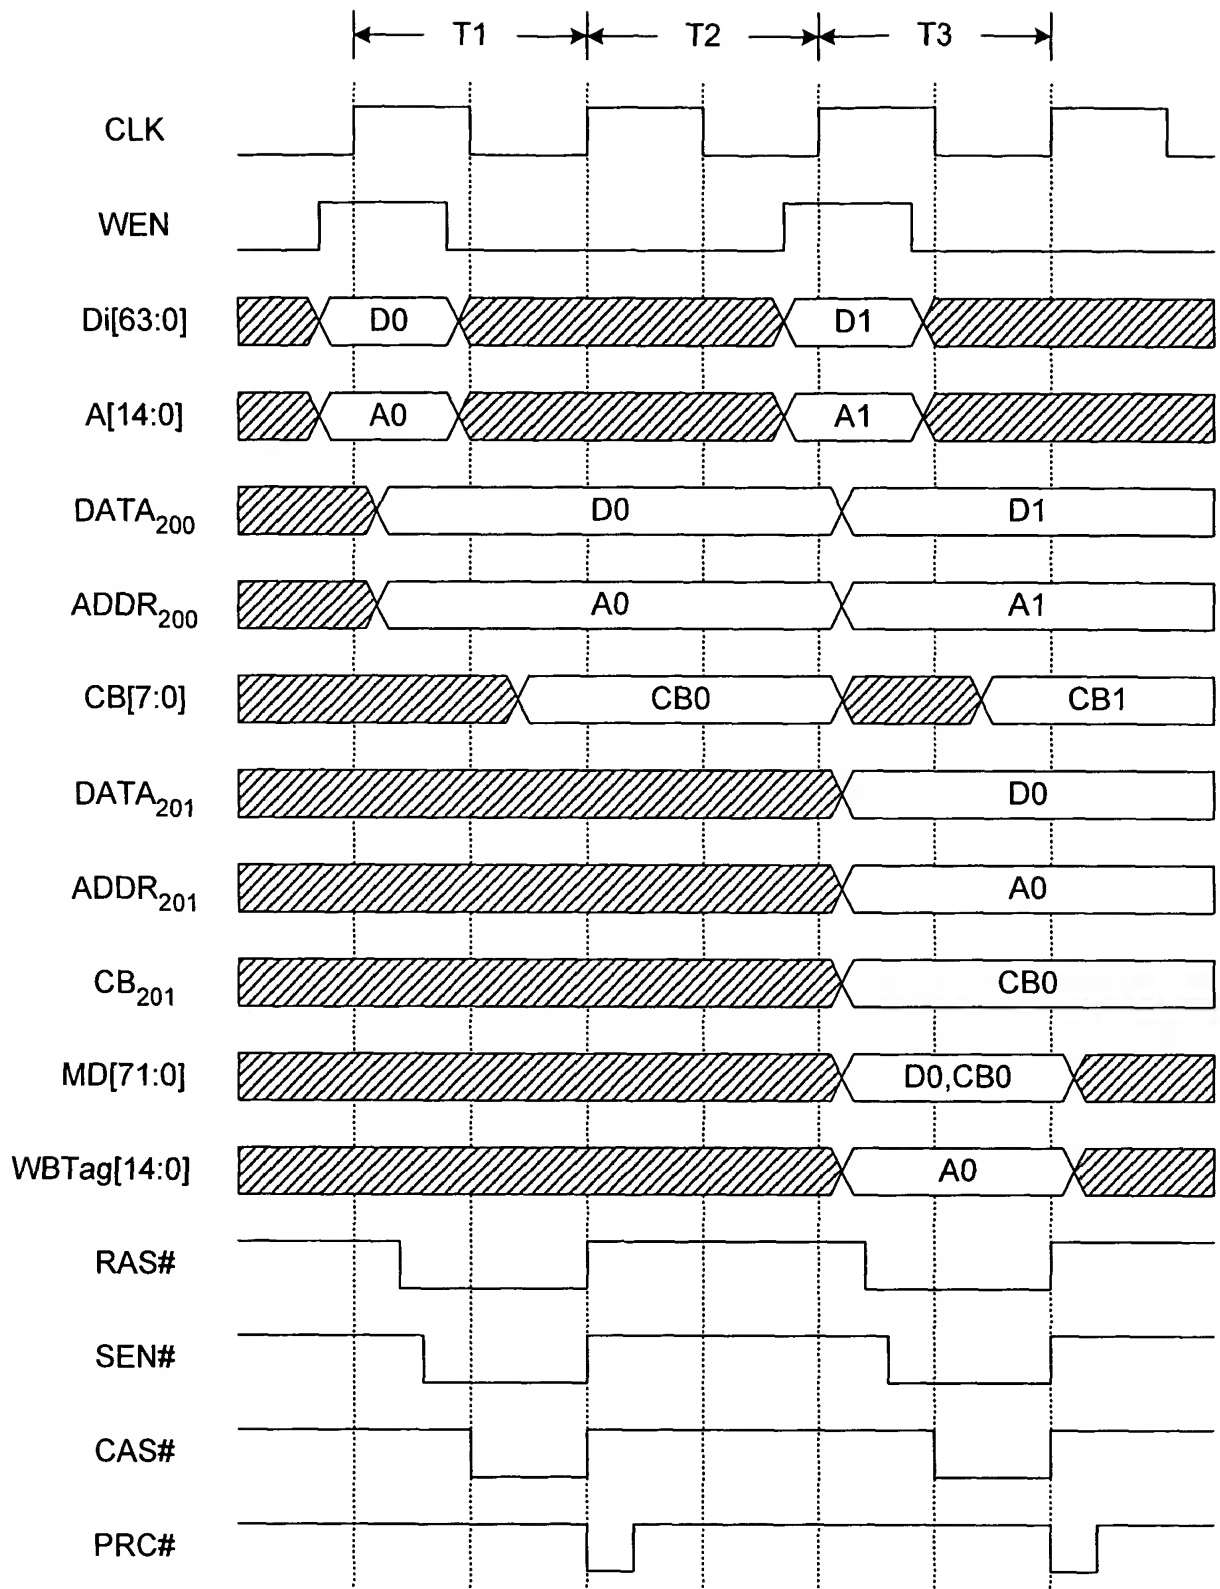 T1 T2 T3
CLK
WEN
Di[63:0] D0 D1
A[14:0] A0 A1
DATA200 D0 D1
ADDR200 A0 A1
CB[7:0] CB0 CB1
DATA201 D0
ADDR201 A0
CB201 CB0
MD[71:0] D0,CB0
WBTag[14:0] A0
RAS#
SEN#
CAS#
PRC#